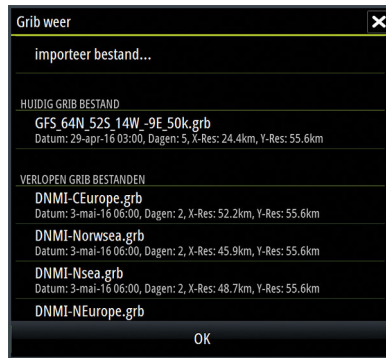 Grib weer
importeer bestand...
HUIDIG GRIB BESTAND
GFS_64N_52S_14W_-9E_50k.grb
Datum: 29-apr-16 03:00, Dagen: 5, X-Res: 24.4km, Y-Res: 55.6km
VERLOPEN GRIB BESTANDEN
DNMI-CEurope.grb
Datum: 3-mai-16 06:00, Dagen: 2, X-Res: 52.2km, Y-Res: 55.6km
DNMI-Norwsea.grb
Datum: 3-mai-16 06:00, Dagen: 2, X-Res: 45.9km, Y-Res: 55.6km
DNMI-Nsea.grb
Datum: 3-mai-16 06:00, Dagen: 2, X-Res: 48.7km, Y-Res: 55.6km
DNMI-NEurope.grb
OK